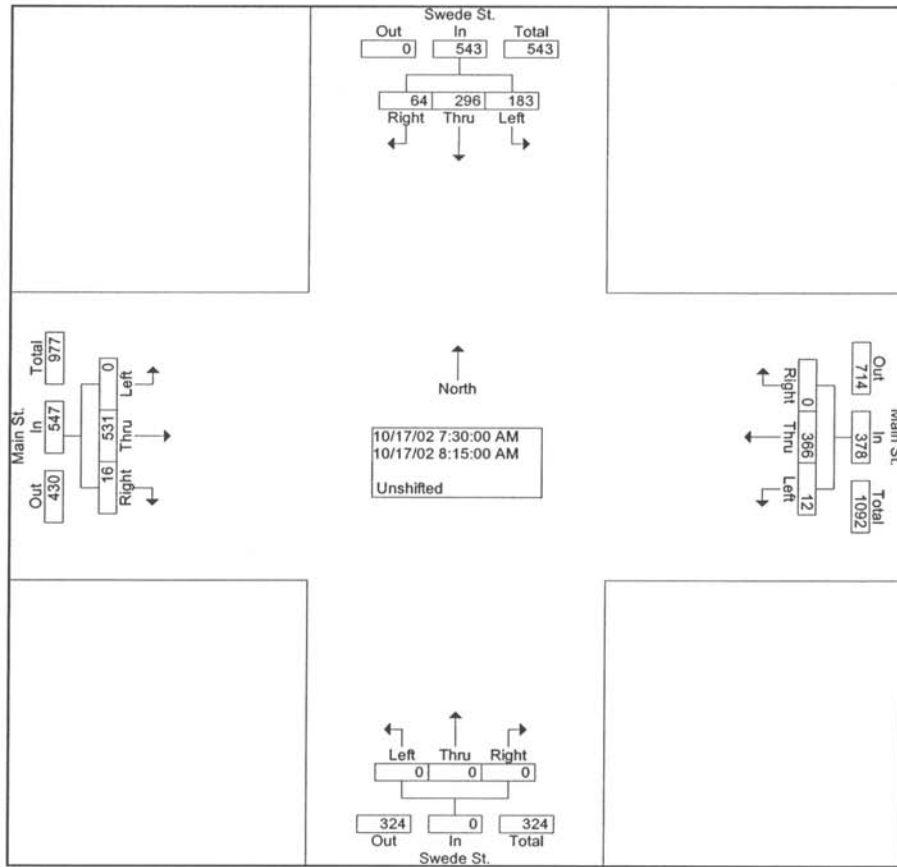 Swede St.
Out In Total
0 543 543
64 296 183
Right Thru Left
Main St.
Total In Out
977 547 430
0 531 16
Left Thru Right
North
10/17/02 7:30:00 AM
10/17/02 8:15:00 AM
Unshifted
Right Thru Left
0 366 12
Out In Total
714 378 1092
Main St.
Left Thru Right
0 0 0
324 0 324
Out In Total
Swede St.